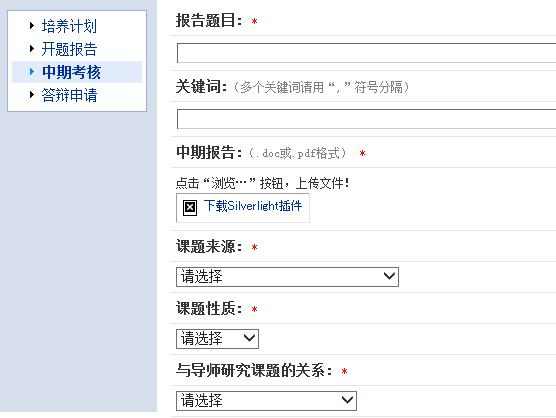 培养计划
开题报告
中期考核
答辩申请
报告题目：*
关键词：（多个关键词请用“,”符号分隔）
中期报告：（.doc或.pdf格式） *
点击“浏览…”按钮，上传文件！
下载Silverlight插件
课题来源：*
请选择
课题性质：*
请选择
与导师研究课题的关系：*
请选择